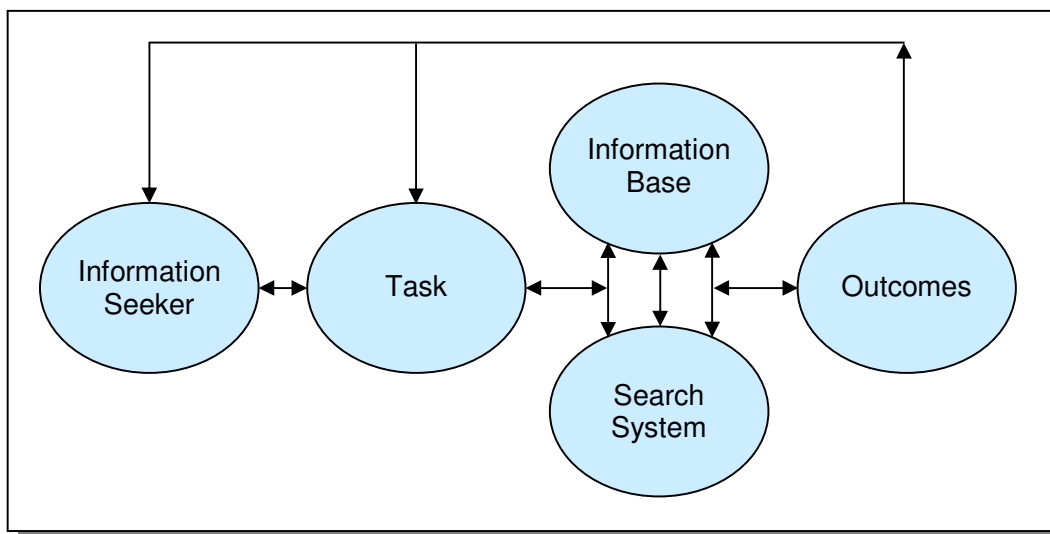 Information
Base
Information
Seeker
Task
Outcomes
Search
System